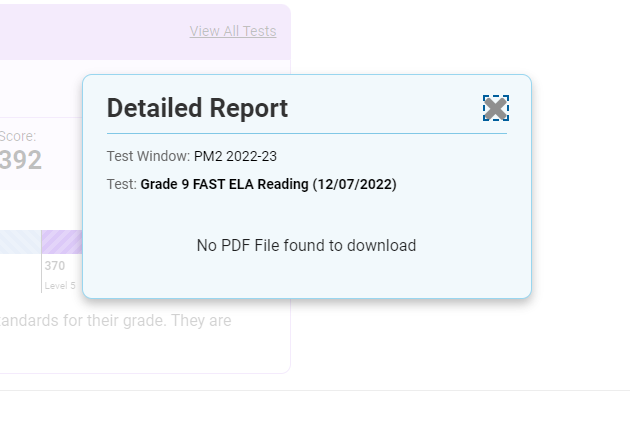 View All Tests
Detailed Report
Score:
392
Test Window: PM2 2022-23
Test: Grade 9 FAST ELA Reading (12/07/2022)
No PDF File found to download
370
Level 5
tandards for their grade. They are